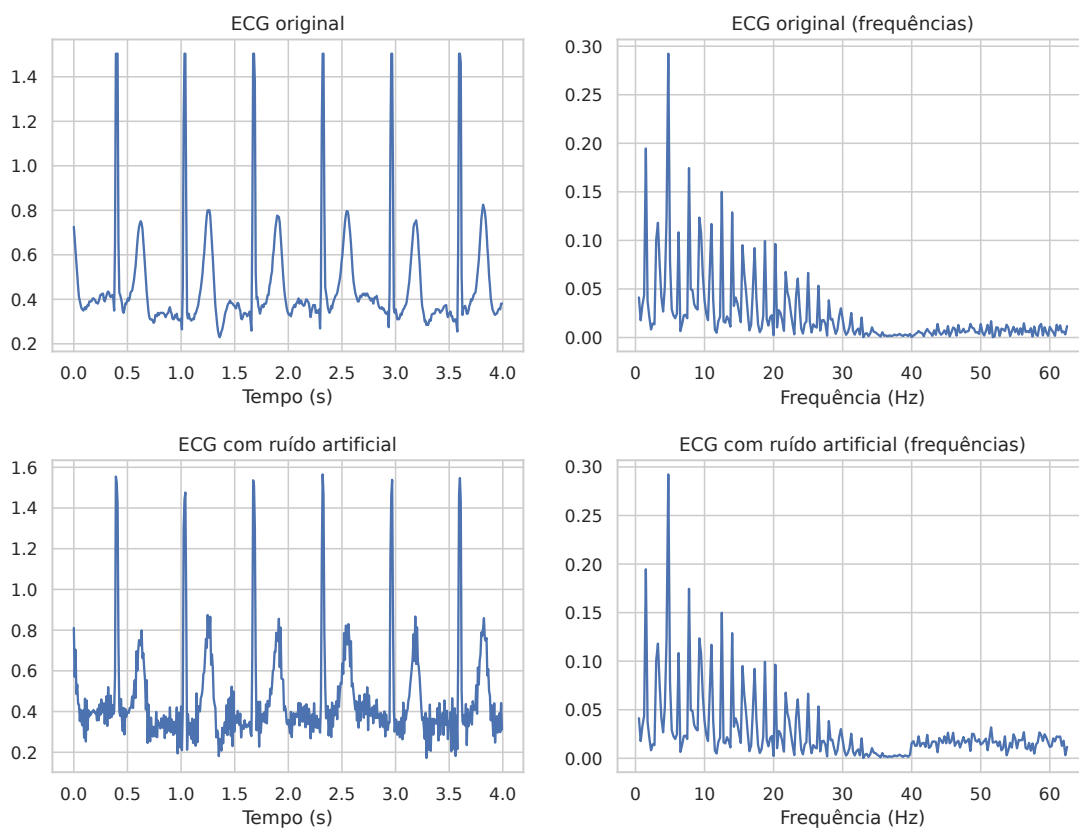 ECG original
1.4
1.2
1.0
0.8
0.6
0.4
0.2
0.0 0.5 1.0 1.5 2.0 2.5 3.0 3.5 4.0
Tempo (s)
ECG original (frequências)
0.30
0.25
0.20
0.15
0.10
0.05
0.00
0 10 20 30 40 50 60
Frequência (Hz)
ECG com ruído artificial
1.6
1.4
1.2
1.0
0.8
0.6
0.4
0.2
0.0 0.5 1.0 1.5 2.0 2.5 3.0 3.5 4.0
Tempo (s)
ECG com ruído artificial (frequências)
0.30
0.25
0.20
0.15
0.10
0.05
0.00
0 10 20 30 40 50 60
Frequência (Hz)